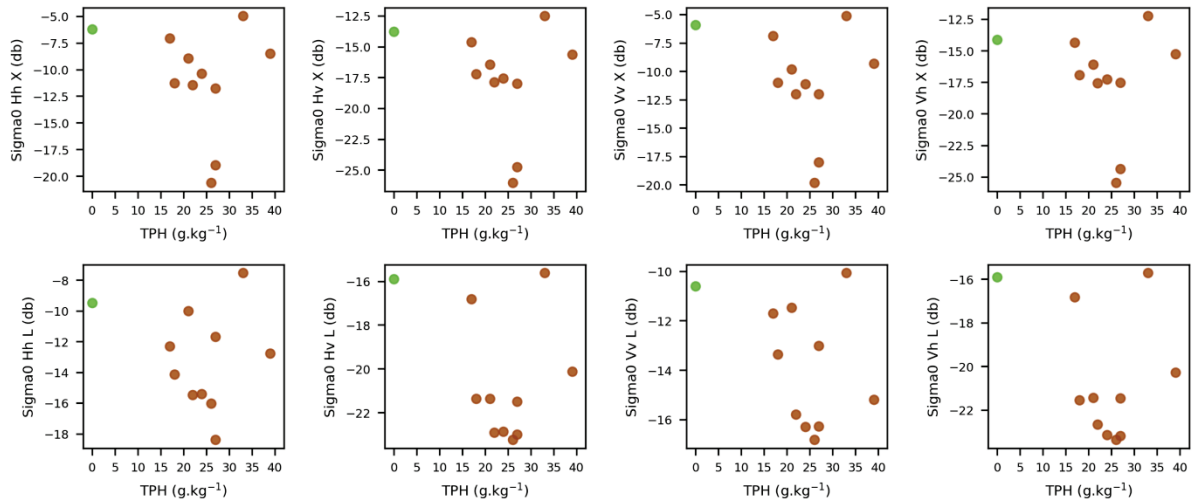 Sigma0 Hh X (db)
−5.0
−7.5
−10.0
−12.5
−15.0
−17.5
−20.0
0 5 10 15 20 25 30 35 40
TPH (g.kg⁻¹)
Sigma0 Hv X (db)
−12.5
−15.0
−17.5
−20.0
−22.5
−25.0
0 5 10 15 20 25 30 35 40
TPH (g.kg⁻¹)
Sigma0 Vv X (db)
−5.0
−7.5
−10.0
−12.5
−15.0
−17.5
−20.0
0 5 10 15 20 25 30 35 40
TPH (g.kg⁻¹)
Sigma0 Vh X (db)
−12.5
−15.0
−17.5
−20.0
−22.5
−25.0
0 5 10 15 20 25 30 35 40
TPH (g.kg⁻¹)
Sigma0 Hh L (db)
−8
−10
−12
−14
−16
−18
0 5 10 15 20 25 30 35 40
TPH (g.kg⁻¹)
Sigma0 Hv L (db)
−16
−18
−20
−22
0 5 10 15 20 25 30 35 40
TPH (g.kg⁻¹)
Sigma0 Vv L (db)
−10
−12
−14
−16
0 5 10 15 20 25 30 35 40
TPH (g.kg⁻¹)
Sigma0 Vh L (db)
−16
−18
−20
−22
0 5 10 15 20 25 30 35 40
TPH (g.kg⁻¹)